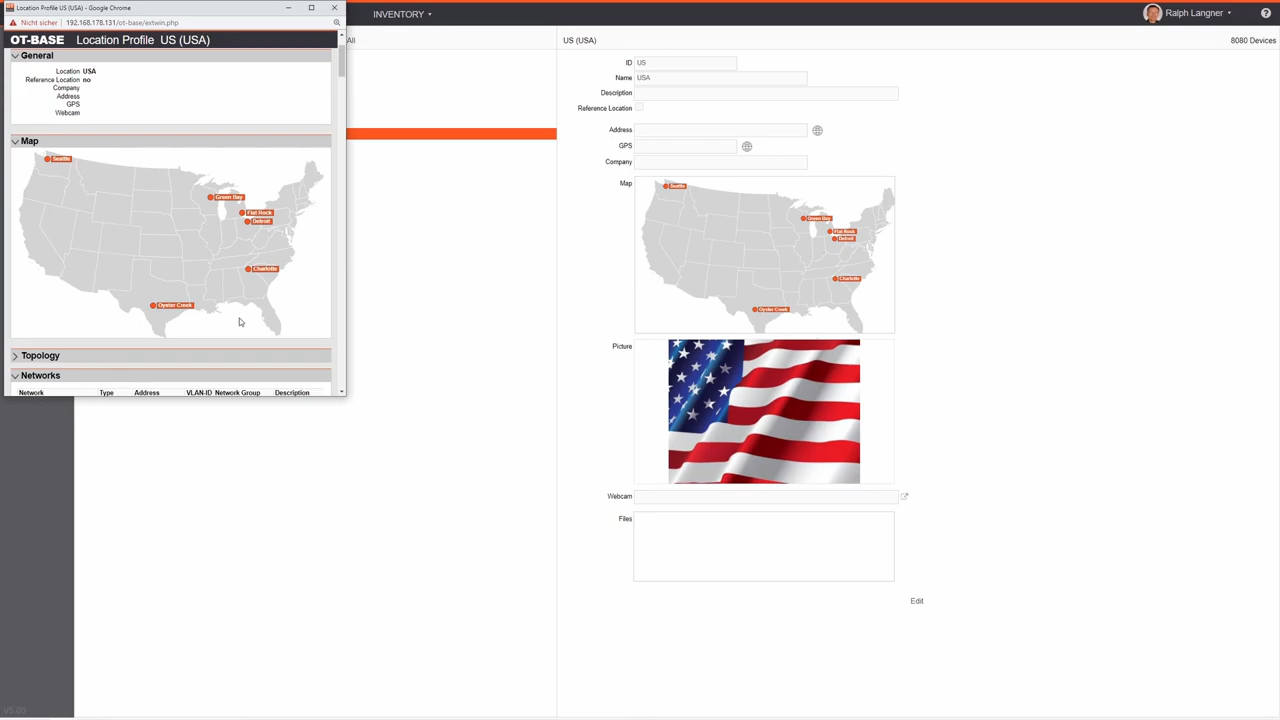 Location Profile US (USA) - Google Chrome
Nicht sicher 192.168.178.131/ot-base/extwin.php
INVENTORY
Ralph Langner
OT-BASE Location Profile US (USA)
All
US (USA)
8080 Devices
General
Location USA
Reference Location no
Company
Address
GPS
Webcam
Map
Seattle
Green Bay
Flat Rock
Detroit
Charlotte
Oyster Creek
Topology
Networks
Network Type Address VLAN-ID Network Group Description
ID US
Name USA
Description
Reference Location
Address
GPS
Company
Map
Seattle
Green Bay
Flat Rock
Detroit
Charlotte
Oyster Creek
Picture
Webcam
Files
Edit
V5.03